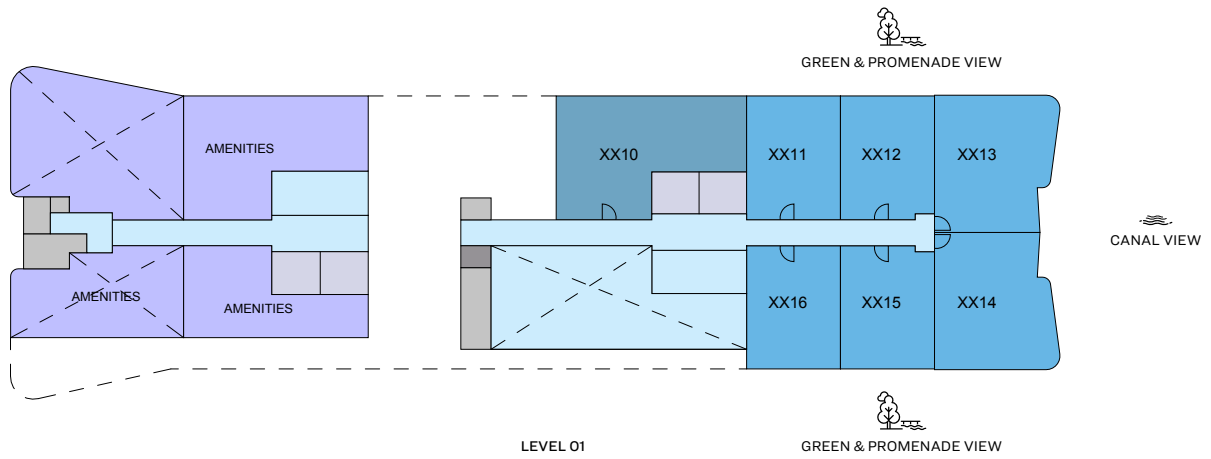 GREEN & PROMENADE VIEW
AMENITIES
XX10
XX11
XX12
XX13
CANAL VIEW
AMENITIES
AMENITIES
XX16
XX15
XX14
LEVEL 01
GREEN & PROMENADE VIEW